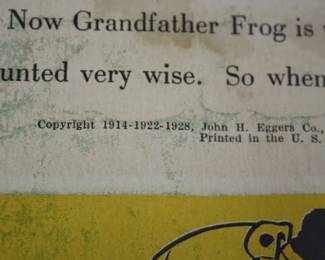 Now Grandfather Frog is
unted very wise. So when
Copyright 1914-1922-1928, John H. Eggers Co.,
Printed in the U. S.